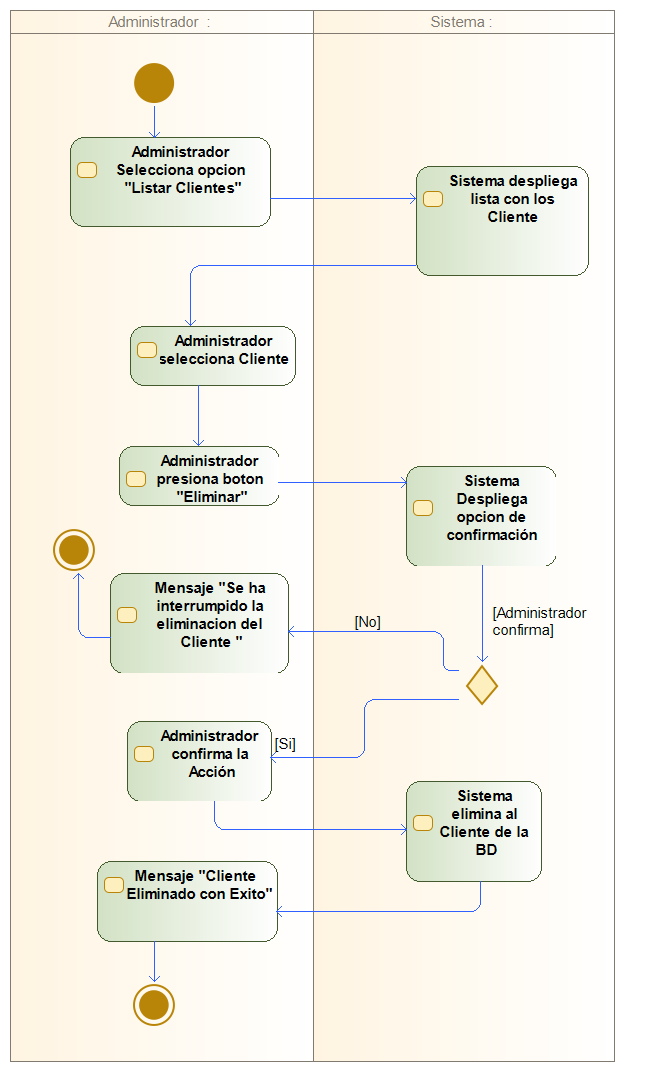 Administrador :
Sistema :
Administrador
Selecciona opcion
"Listar Clientes"
Sistema despliega
lista con los
Cliente
Administrador
selecciona Cliente
Administrador
presiona boton
"Eliminar"
Sistema
Despliega
opcion de
confirmación
[Administrador
confirma]
[No]
Mensaje "Se ha
interrumpido la
eliminacion del
Cliente "
[Si]
Administrador
confirma la
Acción
Sistema
elimina al
Cliente de la
BD
Mensaje "Cliente
Eliminado con Exito"